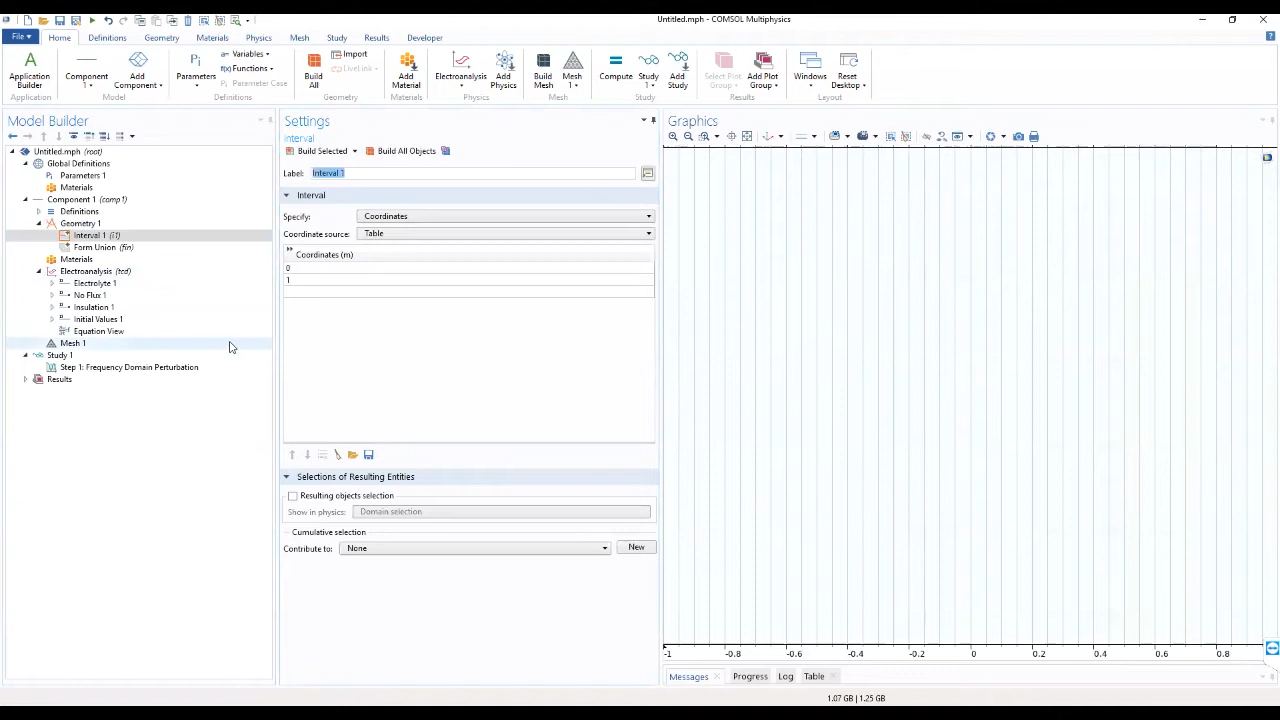 Untitled.mph - COMSOL Multiphysics
File Home Definitions Geometry Materials Physics Mesh Study Results Developer
Application Builder
Component 1
Add Component
Parameters
Variables
Functions
Parameter Case
Build All
Import
LiveLink
Add Material
Electroanalysis
Add Physics
Build Mesh
Mesh 1
Compute
Study 1
Add Study
Select Plot Group
Add Plot Group
Windows
Reset Desktop
Application Model Definitions Geometry Materials Physics Mesh Study Results Layout
Model Builder
Untitled.mph (root)
Global Definitions
Parameters 1
Materials
Component 1 (comp1)
Definitions
Geometry 1
Interval 1 (i1)
Form Union (fin)
Materials
Electroanalysis (tcd)
Electrolyte 1
No Flux 1
Insulation 1
Initial Values 1
Equation View
Mesh 1
Study 1
Step 1: Frequency Domain Perturbation
Results
Settings
Interval
Build Selected Build All Objects
Label: Interval 1
Interval
Specify: Coordinates
Coordinate source: Table
Coordinates (m)
0
1
Selections of Resulting Entities
Resulting objects selection
Show in physics: Domain selection
Cumulative selection
Contribute to: None New
Graphics
-1 -0.8 -0.6 -0.4 -0.2 0 0.2 0.4 0.6 0.8
Messages Progress Log Table
1.07 GB | 1.25 GB